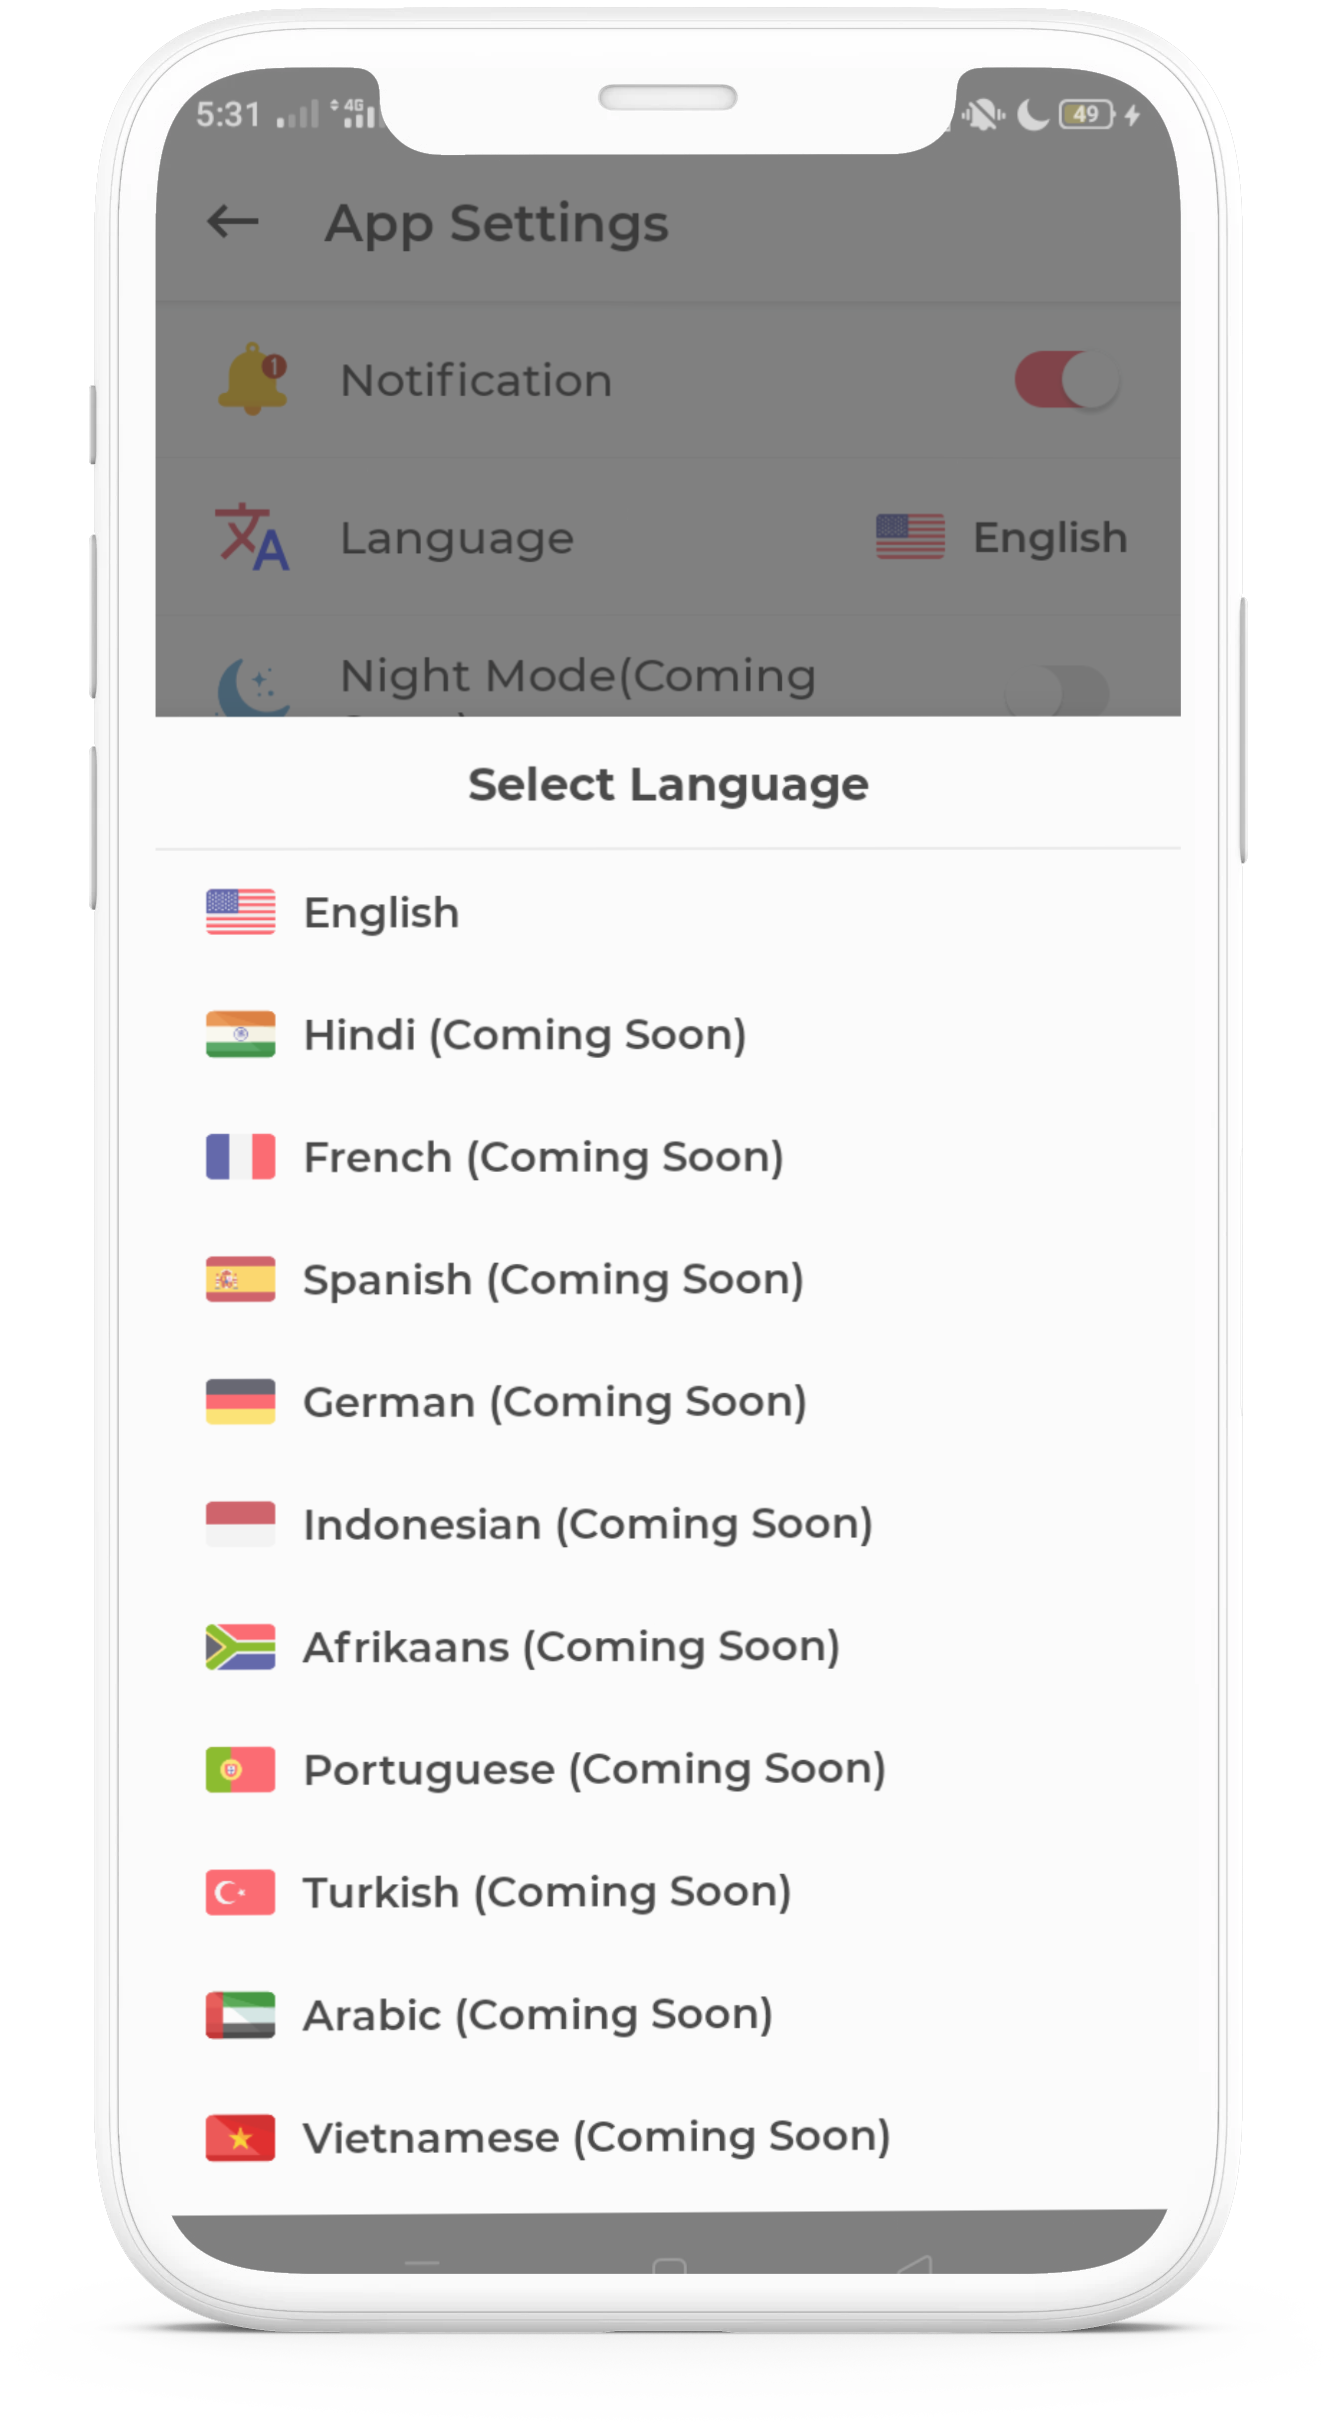 5:31 4G 49
App Settings
1
Notification
Language English
Night Mode(Coming
Select Language
English
Hindi (Coming Soon)
French (Coming Soon)
Spanish (Coming Soon)
German (Coming Soon)
Indonesian (Coming Soon)
Afrikaans (Coming Soon)
Portuguese (Coming Soon)
Turkish (Coming Soon)
Arabic (Coming Soon)
Vietnamese (Coming Soon)